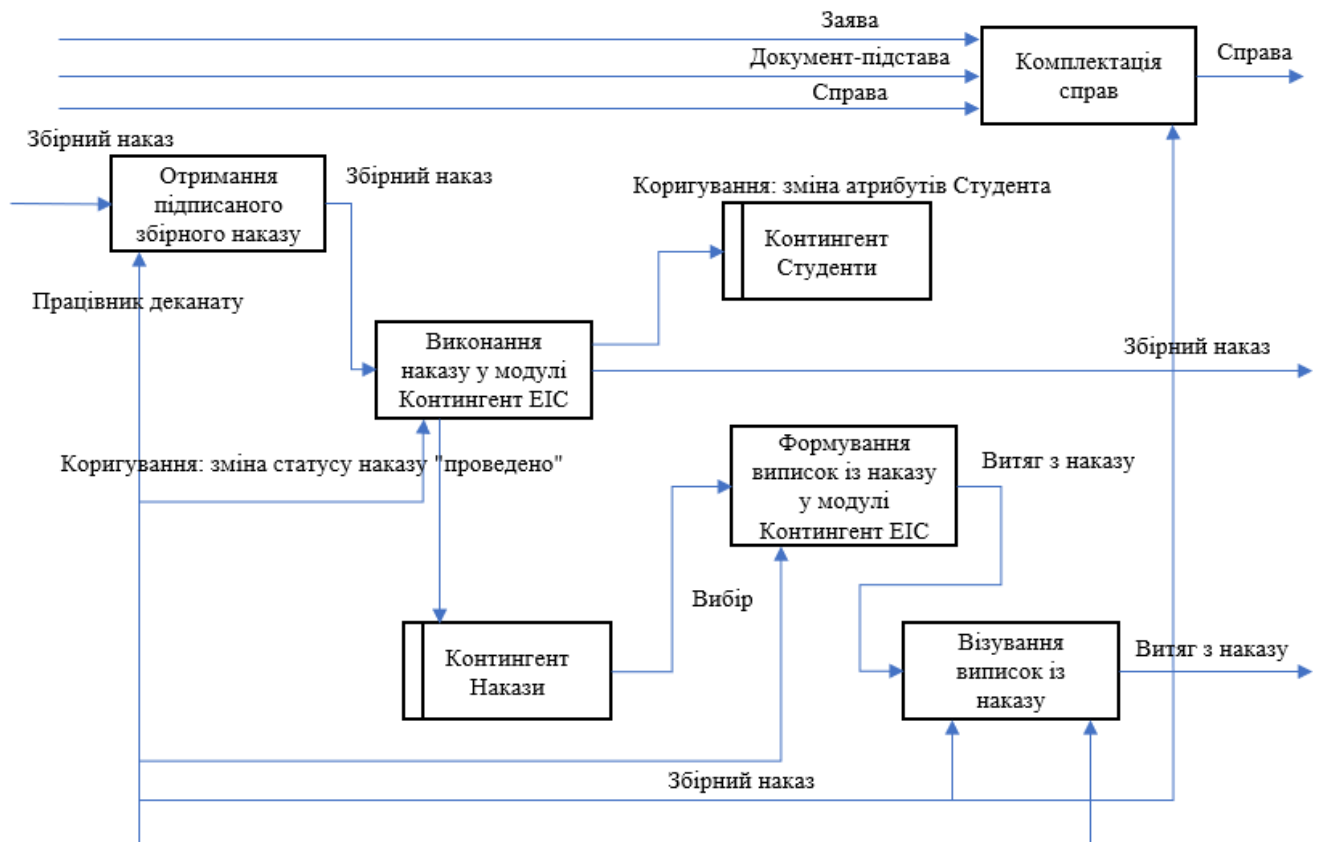 Заява
Документ-підстава
Справа
Комплектація
справ
Справа
Збірний наказ
Отримання
підписаного
збірного наказу
Збірний наказ
Коригування: зміна атрибутів Студента
Контингент
Студенти
Працівник деканату
Виконання
наказу у модулі
Контингент ЕІС
Збірний наказ
Коригування: зміна статусу наказу "проведено"
Формування
виписок із наказу
у модулі
Контингент ЕІС
Витяг з наказу
Вибір
Контингент
Накази
Візування
виписок із
наказу
Витяг з наказу
Збірний наказ